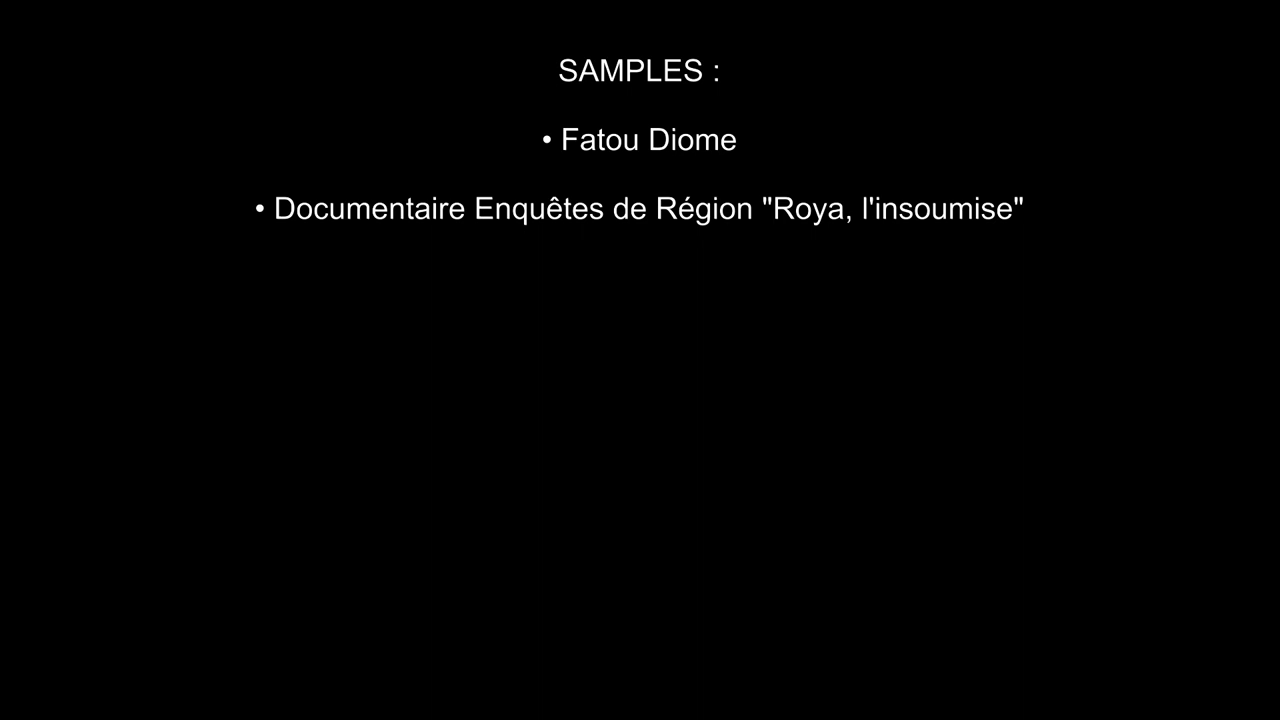 SAMPLES :
• Fatou Diome
• Documentaire Enquêtes de Région "Roya, l'insoumise"